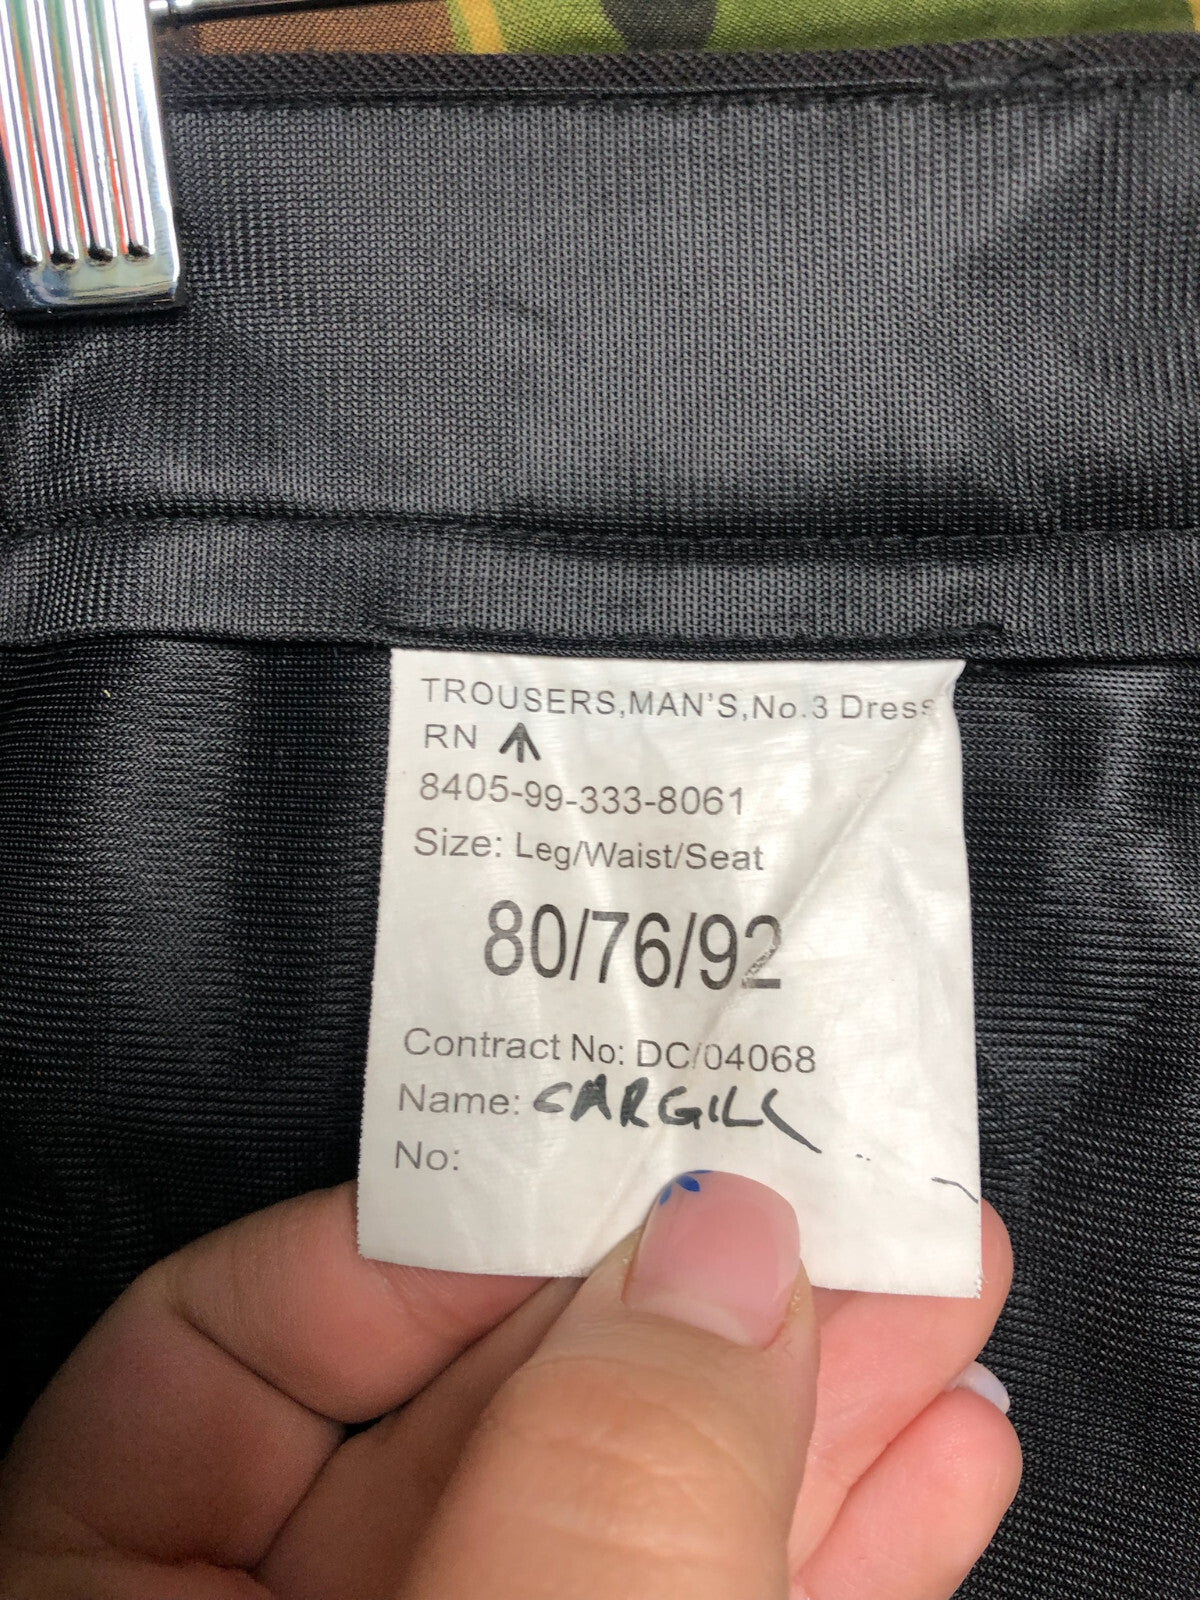 TROUSERS,MAN'S,No.3 Dress
RN
8405-99-333-8061
Size: Leg/Waist/Seat
80/76/92
Contract No: DC/04068
Name: CARGILL
No: